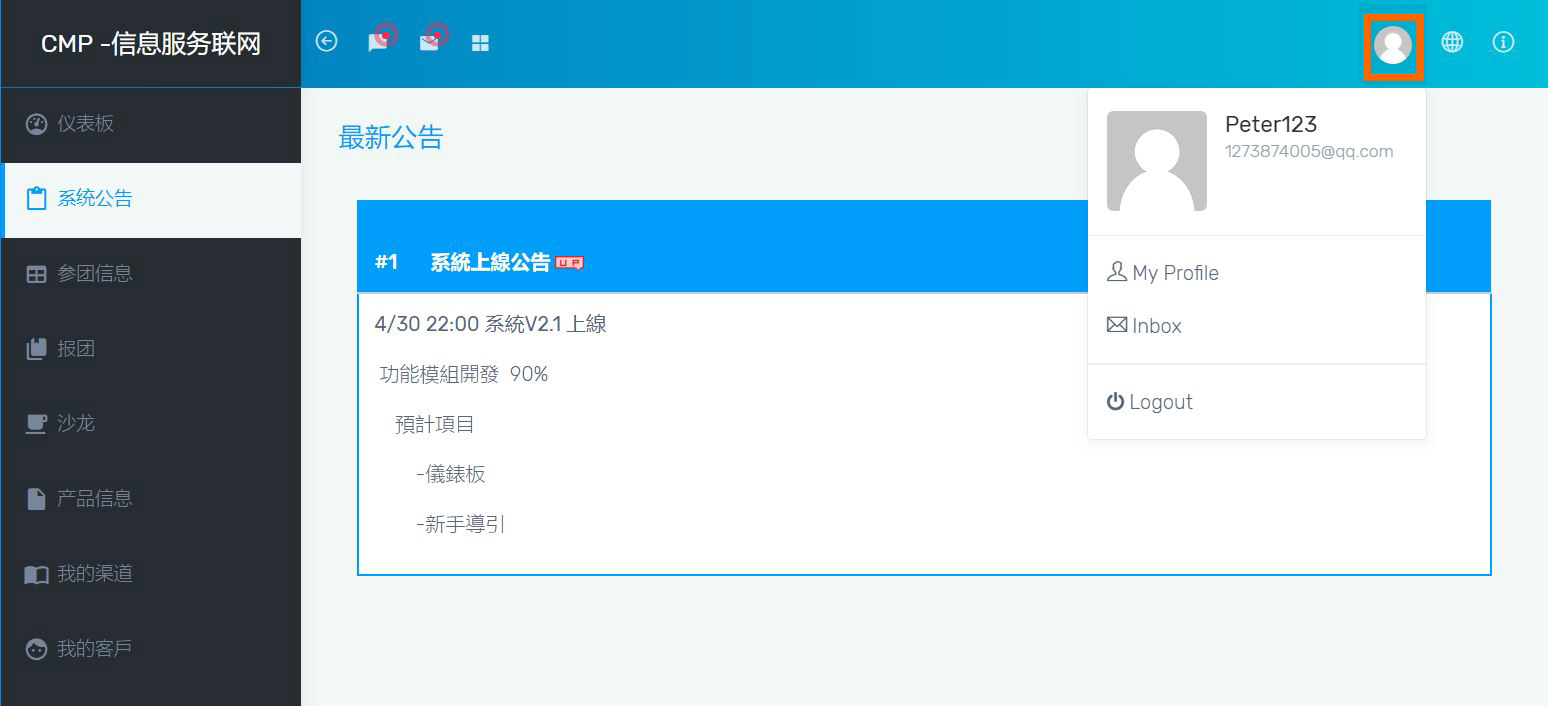 CMP -信息服务联网
仪表板
系统公告
参团信息
报团
沙龙
产品信息
我的渠道
我的客戶
最新公告
#1 系統上線公告 UP
4/30 22:00 系統V2.1 上線
功能模組開發 90%
預計項目
-儀錶板
-新手導引
Peter123
1273874005@qq.com
My Profile
Inbox
Logout